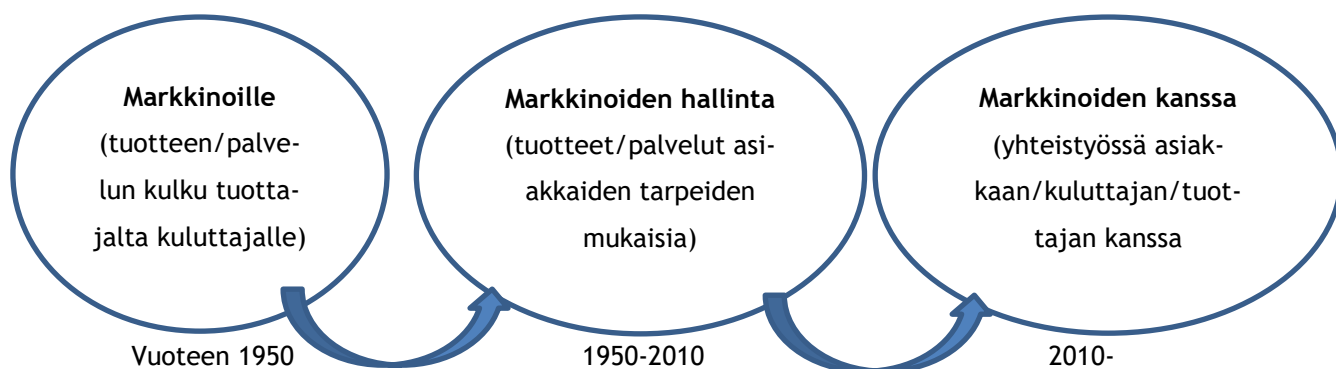 Markkinoille
(tuotteen/palve-
lun kulku tuotta-
jalta kuluttajalle)
Vuoteen 1950
Markkinoiden hallinta
(tuotteet/palvelut asi-
akkaiden tarpeiden
mukaisia)
1950-2010
Markkinoiden kanssa
(yhteistyössä asiak-
kaan/kuluttajan/tuot-
tajan kanssa
2010-